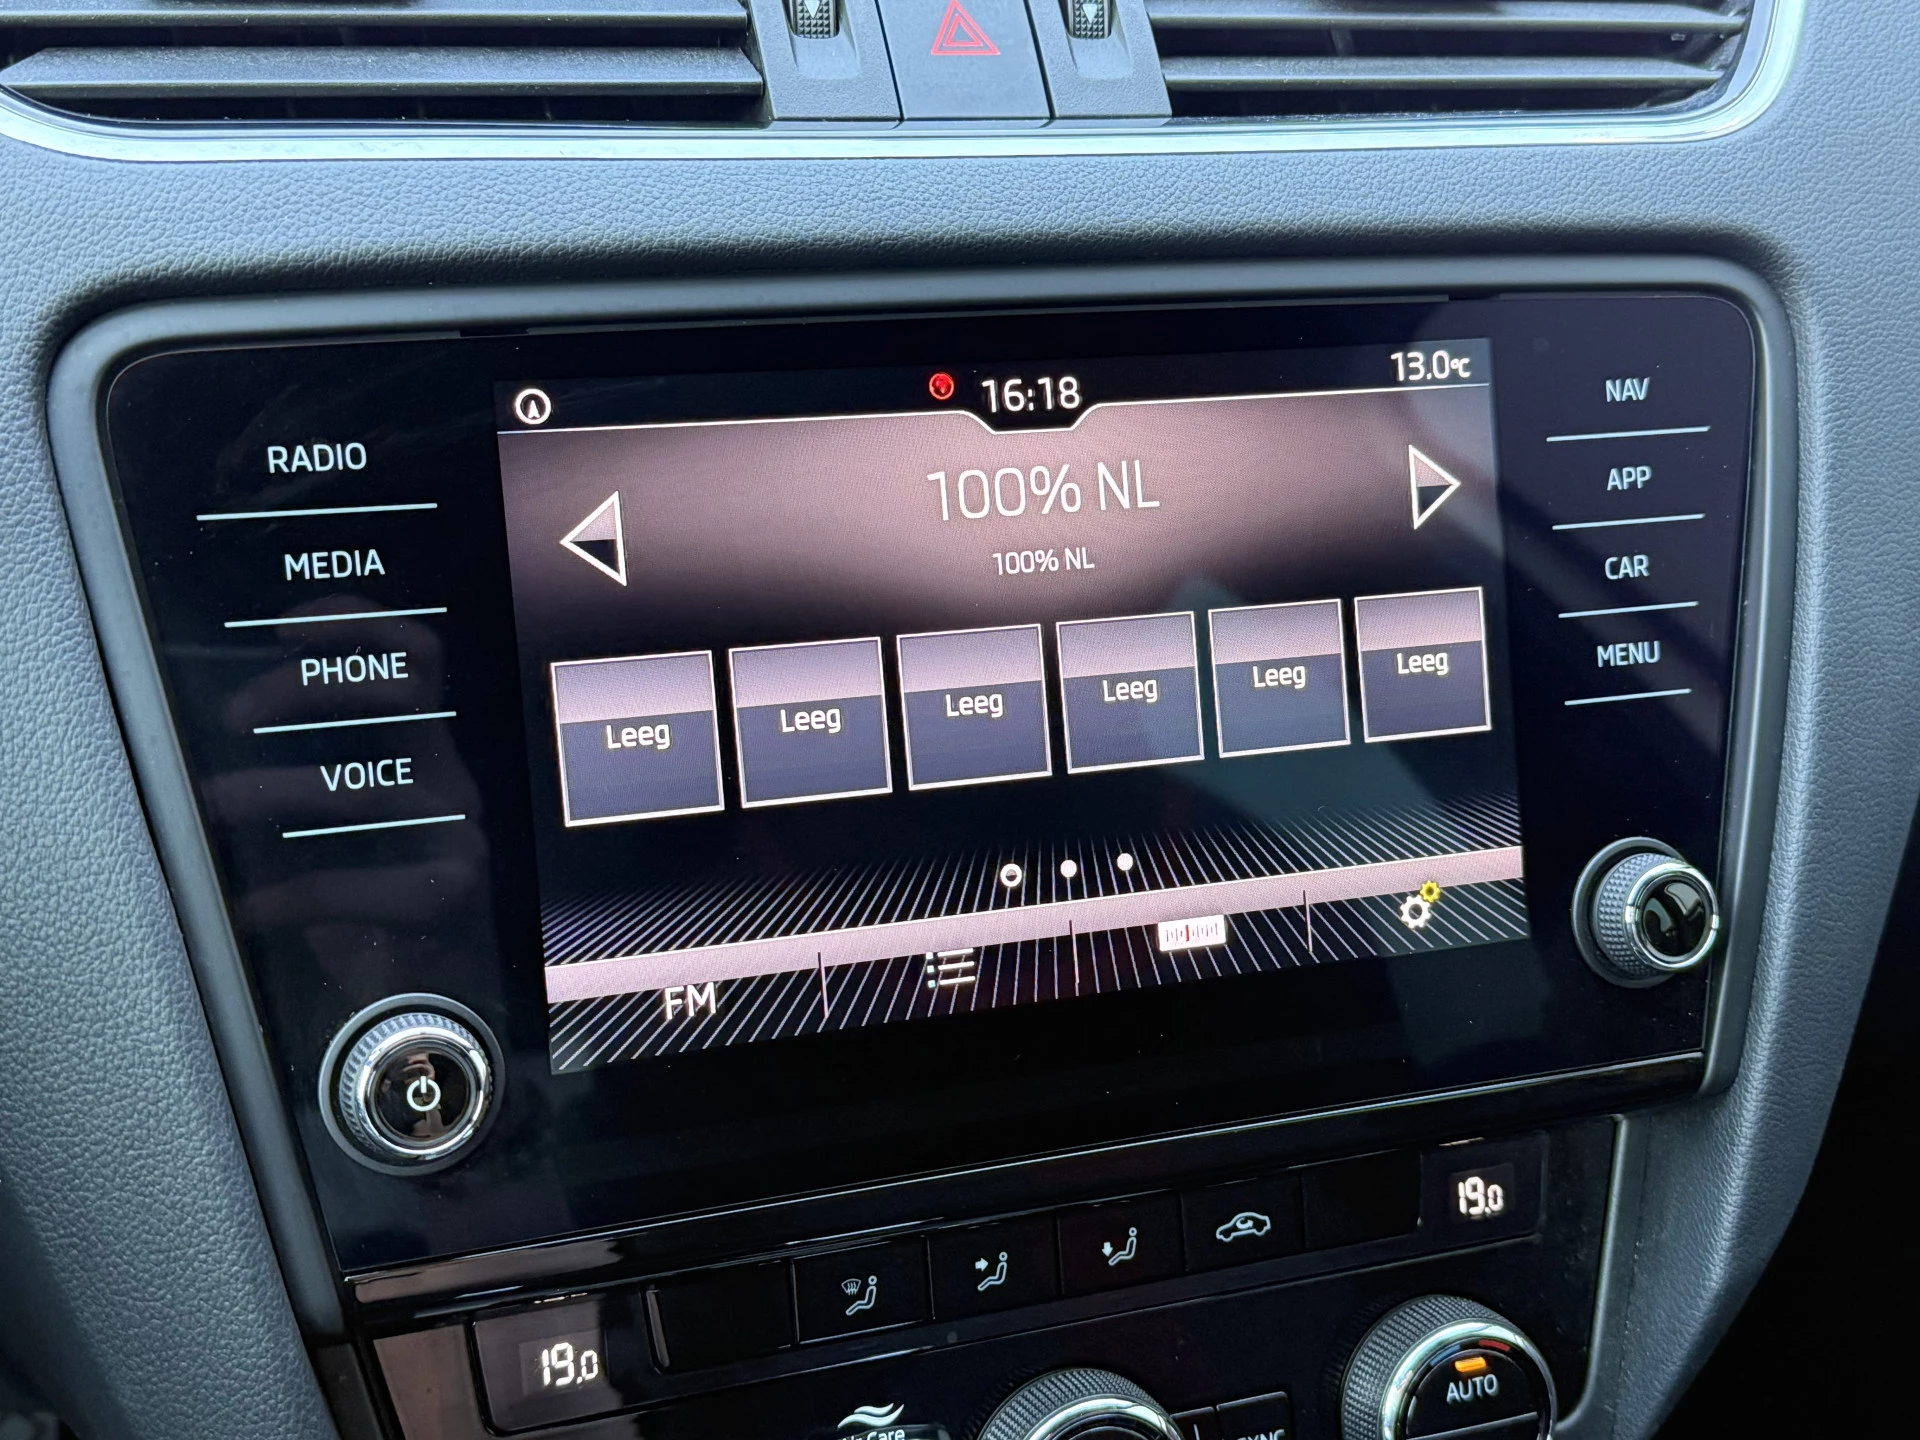 16:18
13.0°C
RADIO
MEDIA
PHONE
VOICE
100% NL
100% NL
Leeg
Leeg
Leeg
Leeg
Leeg
Leeg
FM
NAV
APP
CAR
MENU
19.0
19.0
AUTO
Care